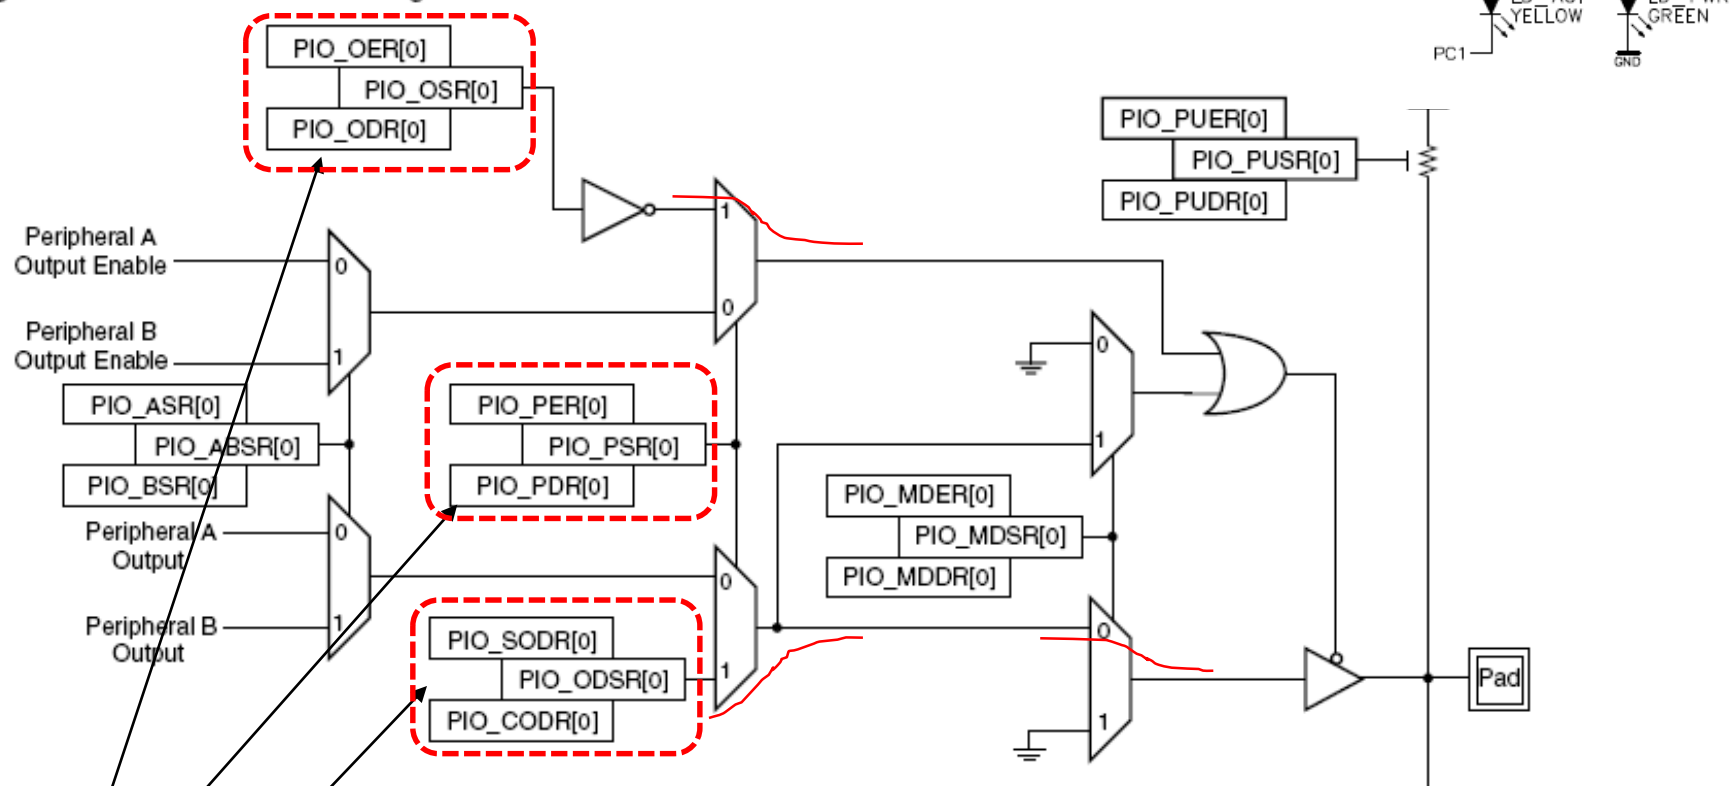 YELLOW
GREEN
PC1
GND
PIO_OER[0]
PIO_OSR[0]
PIO_ODR[0]
PIO_PUER[0]
PIO_PUSR[0]
PIO_PUDR[0]
1
0
Peripheral A
Output Enable
0
Peripheral B
Output Enable
1
PIO_ASR[0]
PIO_ABSR[0]
PIO_BSR[0]
PIO_PER[0]
PIO_PSR[0]
PIO_PDR[0]
0
1
PIO_MDER[0]
PIO_MDSR[0]
PIO_MDDR[0]
Peripheral A
Output
0
Peripheral B
Output
1
0
1
PIO_SODR[0]
PIO_ODSR[0]
PIO_CODR[0]
0
1
Pad